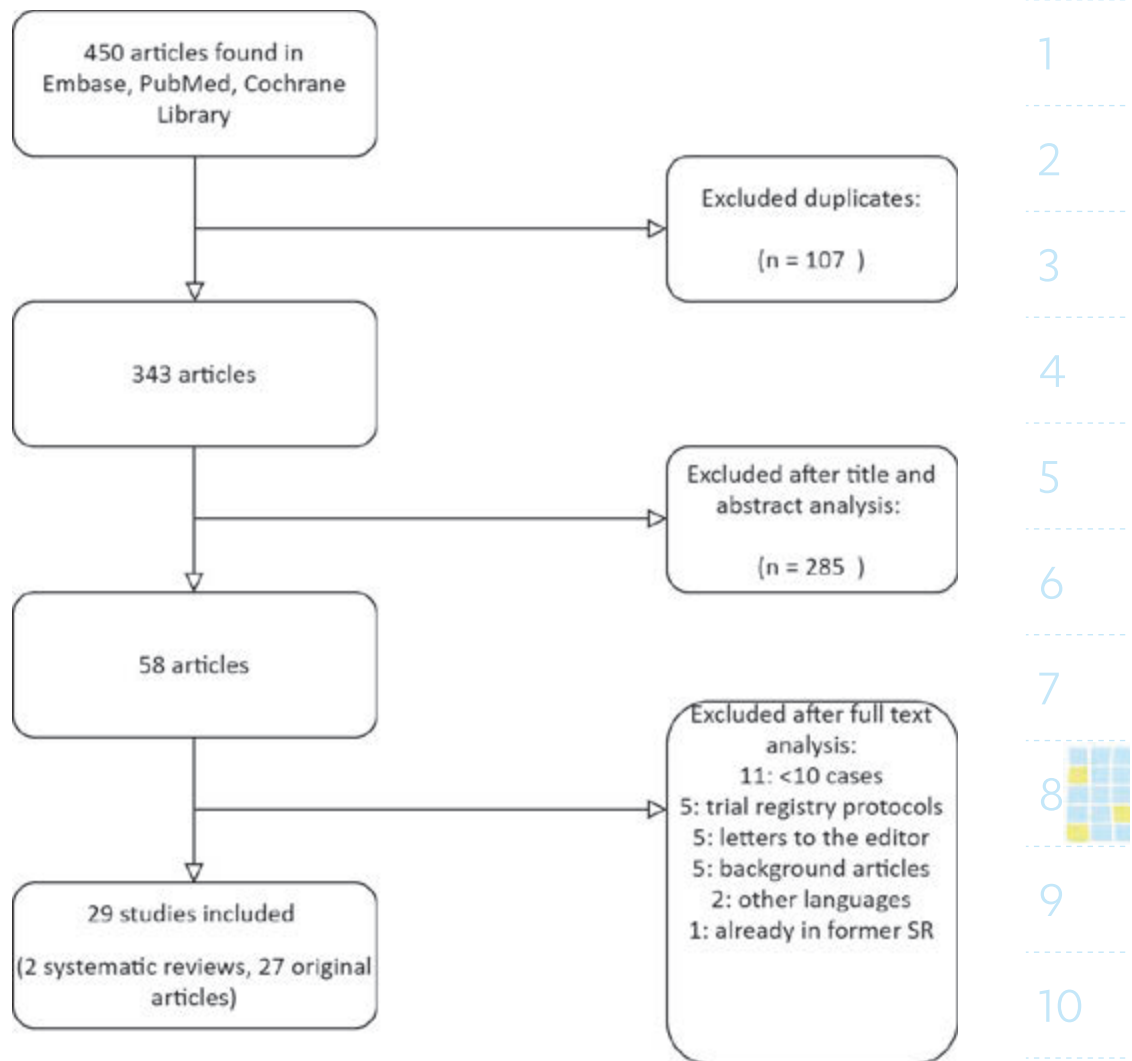 450 articles found in
Embase, PubMed, Cochrane
Library
Excluded duplicates:
(n = 107 )
343 articles
Excluded after title and
abstract analysis:
(n = 285 )
58 articles
Excluded after full text
analysis:
11: <10 cases
5: trial registry protocols
5: letters to the editor
5: background articles
2: other languages
1: already in former SR
29 studies included
(2 systematic reviews, 27 original
articles)
1
2
3
4
5
6
7
8
9
10